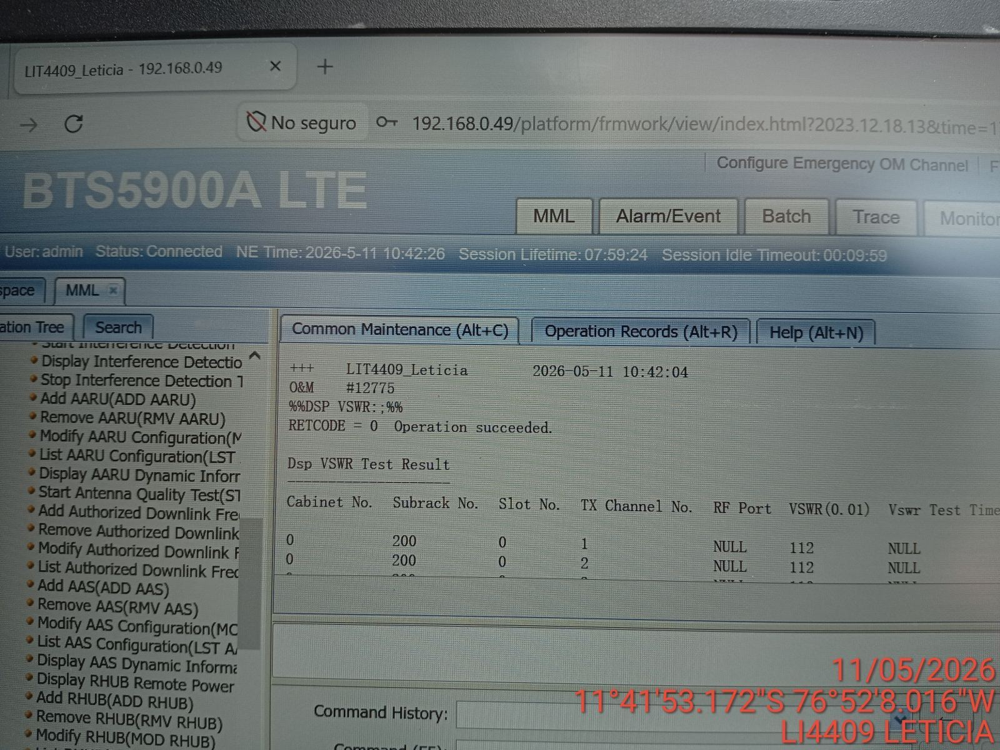 LIT4409_Leticia - 192.168.0.49
No seguro 192.168.0.49/platform/frmwork/view/index.html?2023.12.18.13&time=1
Configure Emergency OM Channel F
BTS5900A LTE
MML Alarm/Event Batch Trace Monitor
User: admin Status: Connected NE Time: 2026-5-11 10:42:26 Session Lifetime: 07:59:24 Session Idle Timeout: 00:09:59
space MML
ation Tree Search
Common Maintenance (Alt+C) Operation Records (Alt+R) Help (Alt+N)
Start Interference Detection
Display Interference Detectio
Stop Interference Detection T
Add AARU(ADD AARU)
Remove AARU(RMV AARU)
Modify AARU Configuration(M
List AARU Configuration(LST
Display AARU Dynamic Inforr
Start Antenna Quality Test(ST
Add Authorized Downlink Fre
Remove Authorized Downlink
Modify Authorized Downlink F
List Authorized Downlink Frec
Add AAS(ADD AAS)
Remove AAS(RMV AAS)
Modify AAS Configuration(MC
List AAS Configuration(LST A
Display AAS Dynamic Informa
Display RHUB Remote Power
Add RHUB(ADD RHUB)
Remove RHUB(RMV RHUB)
Modify RHUB(MOD RHUB)
+++ LIT4409_Leticia 2026-05-11 10:42:04
O&M #12775
%%DSP VSWR:;%%
RETCODE = 0 Operation succeeded.
Dsp VSWR Test Result
--------------------
Cabinet No. Subrack No. Slot No. TX Channel No. RF Port VSWR(0.01) Vswr Test Time
0 200 0 1 NULL 112 NULL
0 200 0 2 NULL 112 NULL
Command History:
11/05/2026
11°41'53.172"S 76°52'8.016"W
LI4409 LETICIA